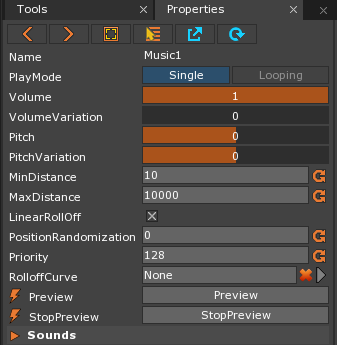 Tools Properties
Name Music1
PlayMode Single Looping
Volume 1
VolumeVariation 0
Pitch 0
PitchVariation 0
MinDistance 10
MaxDistance 10000
LinearRollOff
PositionRandomization 0
Priority 128
RolloffCurve None
Preview Preview
StopPreview StopPreview
Sounds